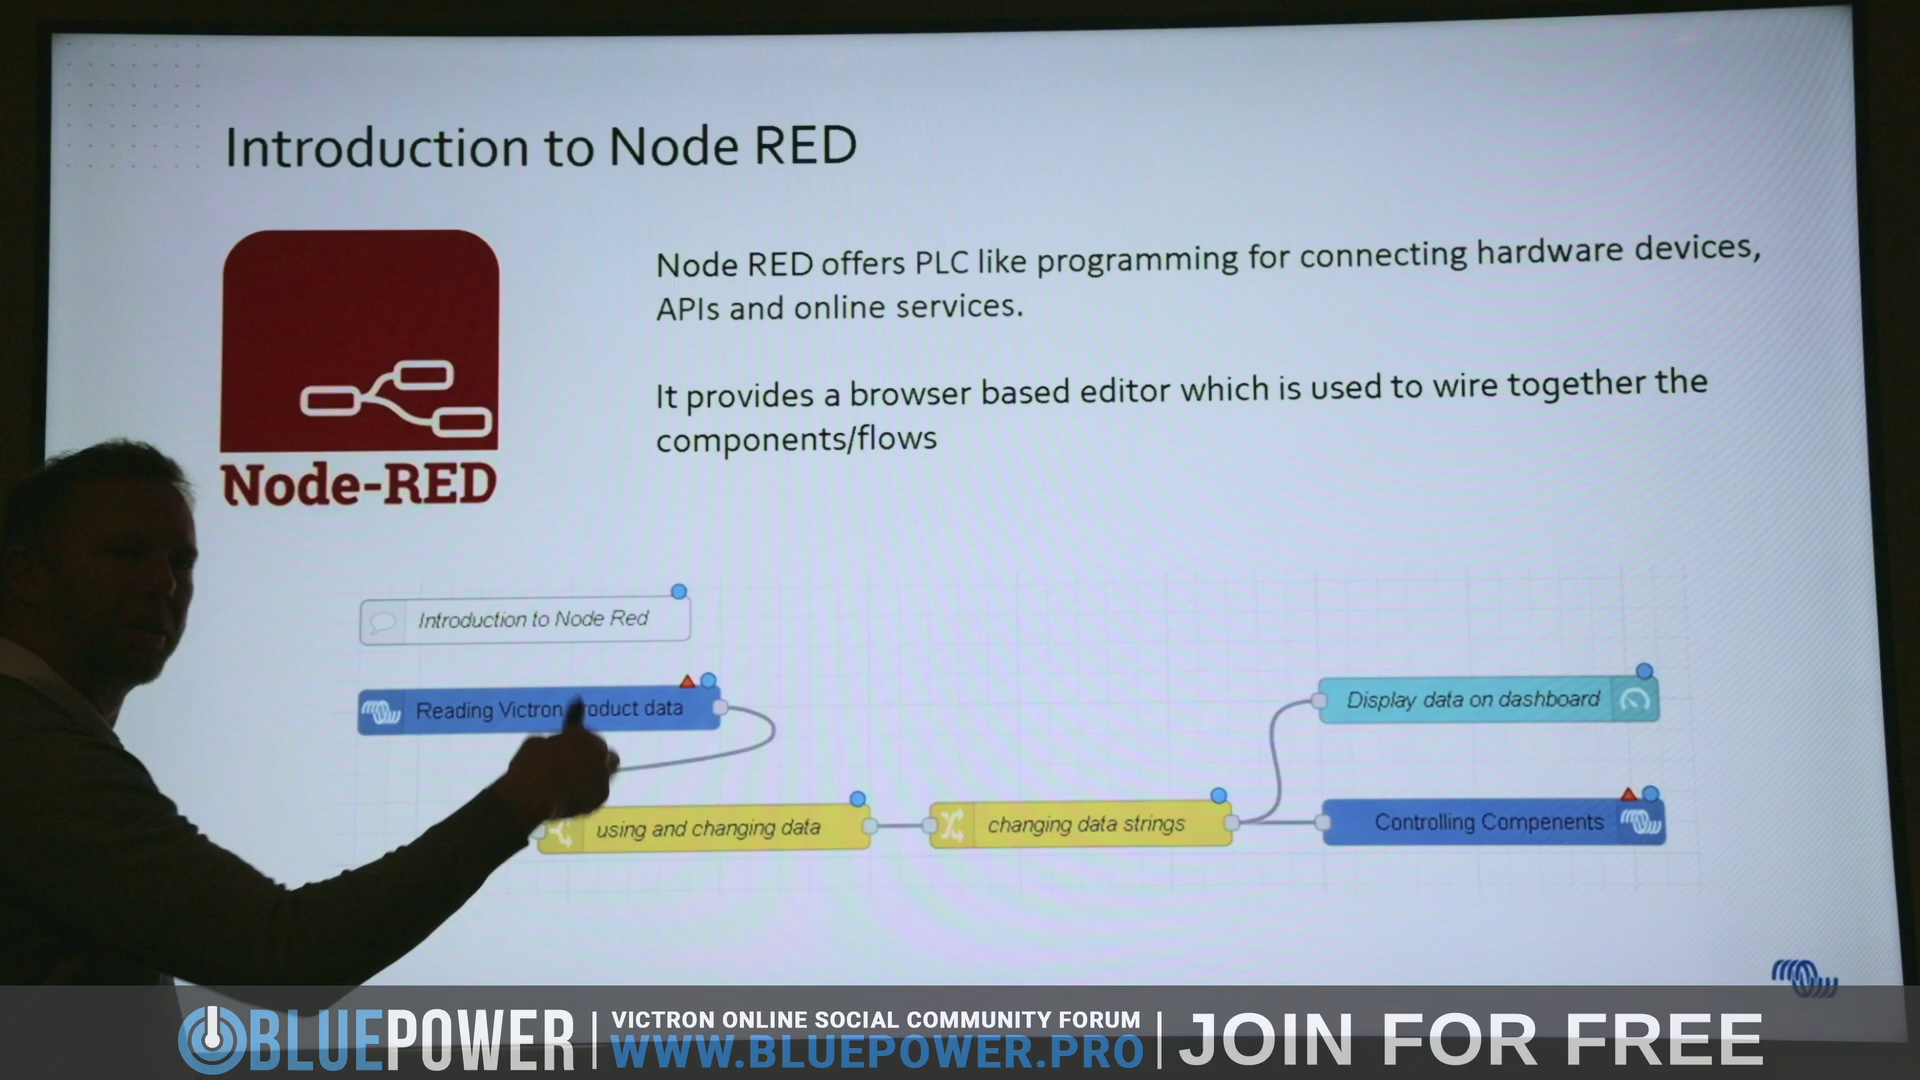 Introduction to Node RED
Node RED offers PLC like programming for connecting hardware devices,
APIs and online services.
It provides a browser based editor which is used to wire together the
components/flows
Node-RED
Introduction to Node Red
Reading Victron oduct data
Display data on dashboard
using and changing data
changing data strings
Controlling Compenents
BLUEPOWER
VICTRON ONLINE SOCIAL COMMUNITY FORUM
WWW.BLUEPOWER.PRO
JOIN FOR FREE